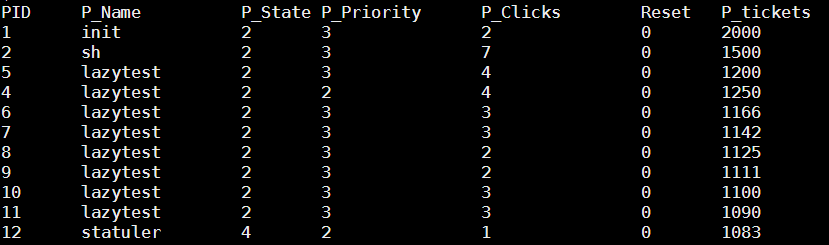 PID P_Name P_State P_Priority P_Clicks Reset P_tickets
1 init 2 3 2 0 2000
2 sh 2 3 7 0 1500
5 lazytest 2 3 4 0 1200
4 lazytest 2 2 4 0 1250
6 lazytest 2 3 3 0 1166
7 lazytest 2 3 3 0 1142
8 lazytest 2 3 2 0 1125
9 lazytest 2 3 2 0 1111
10 lazytest 2 3 3 0 1100
11 lazytest 2 3 3 0 1090
12 statuler 4 2 1 0 1083